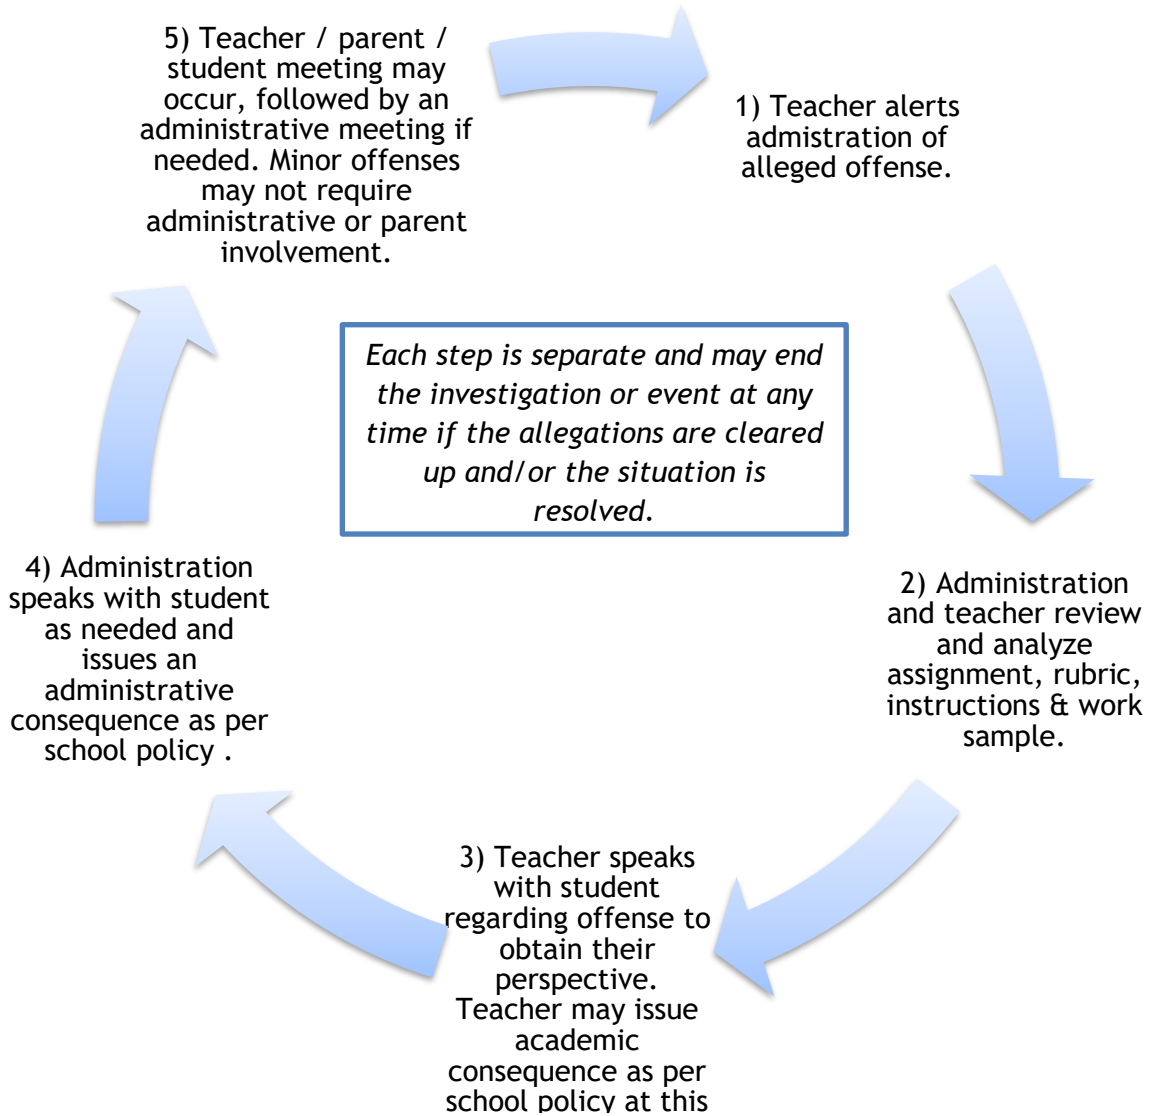 1) Teacher alerts
admistration of
alleged offense.
2) Administration
and teacher review
and analyze
assignment, rubric,
instructions & work
sample.
3) Teacher speaks
with student
regarding offense to
obtain their
perspective.
Teacher may issue
academic
consequence as per
school policy at this
4) Administration
speaks with student
as needed and
issues an
administrative
consequence as per
school policy .
5) Teacher / parent /
student meeting may
occur, followed by an
administrative meeting if
needed. Minor offenses
may not require
administrative or parent
involvement.
Each step is separate and may end
the investigation or event at any
time if the allegations are cleared
up and/or the situation is
resolved.